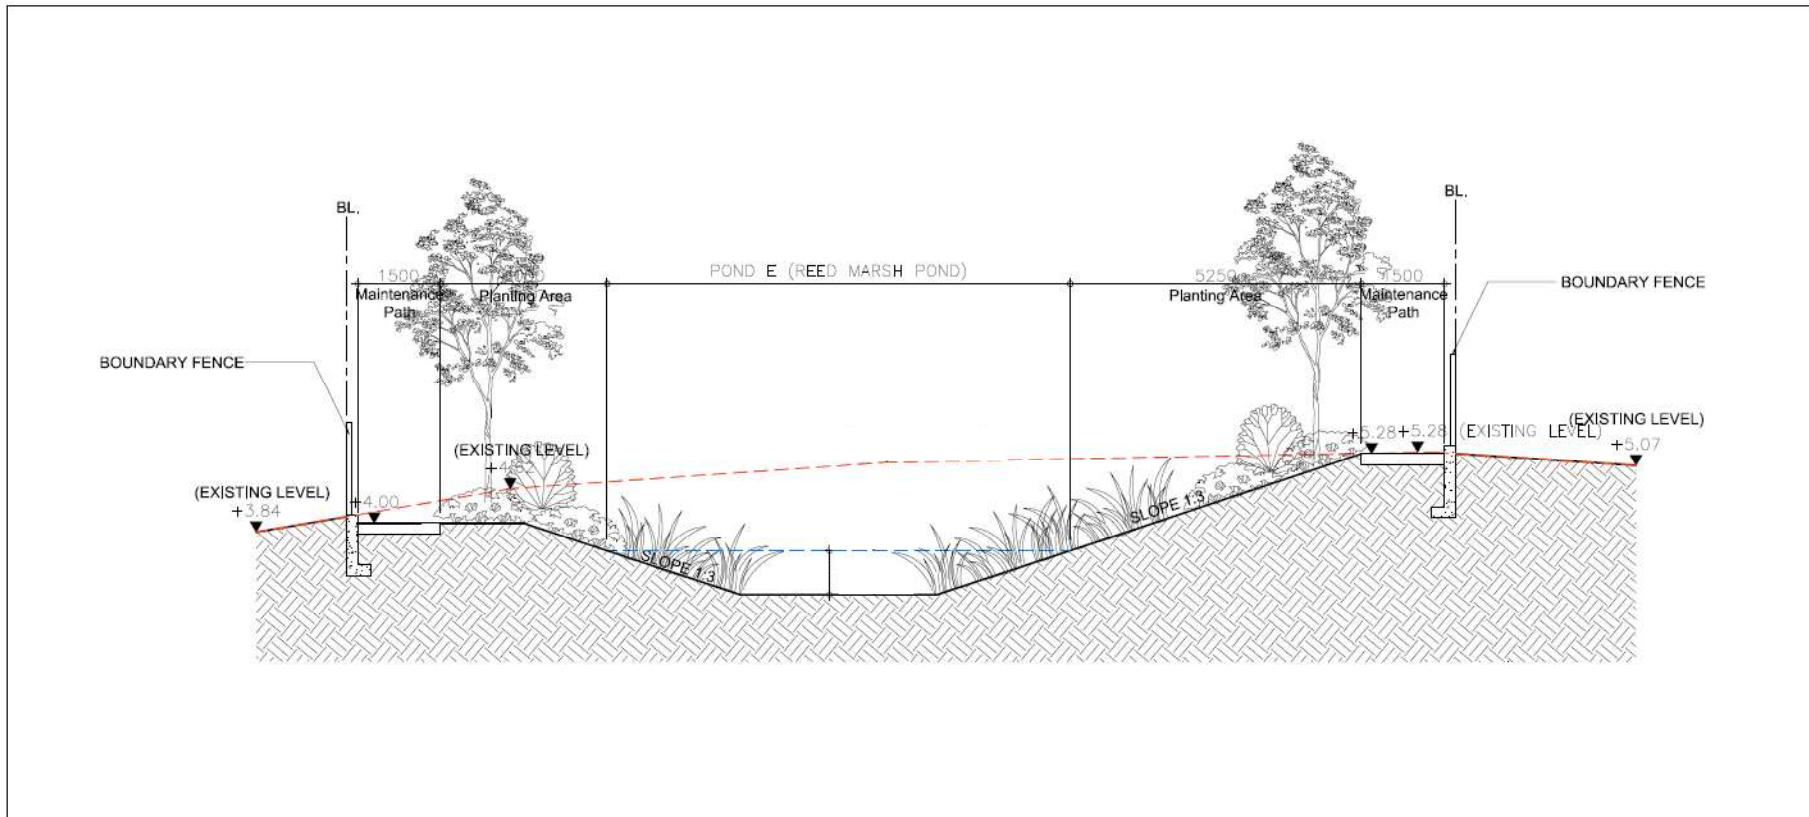 BL.
BL.
1500
POND E (REED MARSH POND)
5250
1500
BOUNDARY FENCE
Maintenance
Path
Planting Area
Planting Area
Maintenance
Path
BOUNDARY FENCE
(EXISTING LEVEL)
+5.07
+5.28
+5.28 (EXISTING LEVEL)
(EXISTING LEVEL)
(EXISTING LEVEL)
+3.84
+4.00
SLOPE 1:3
SLOPE 1:3